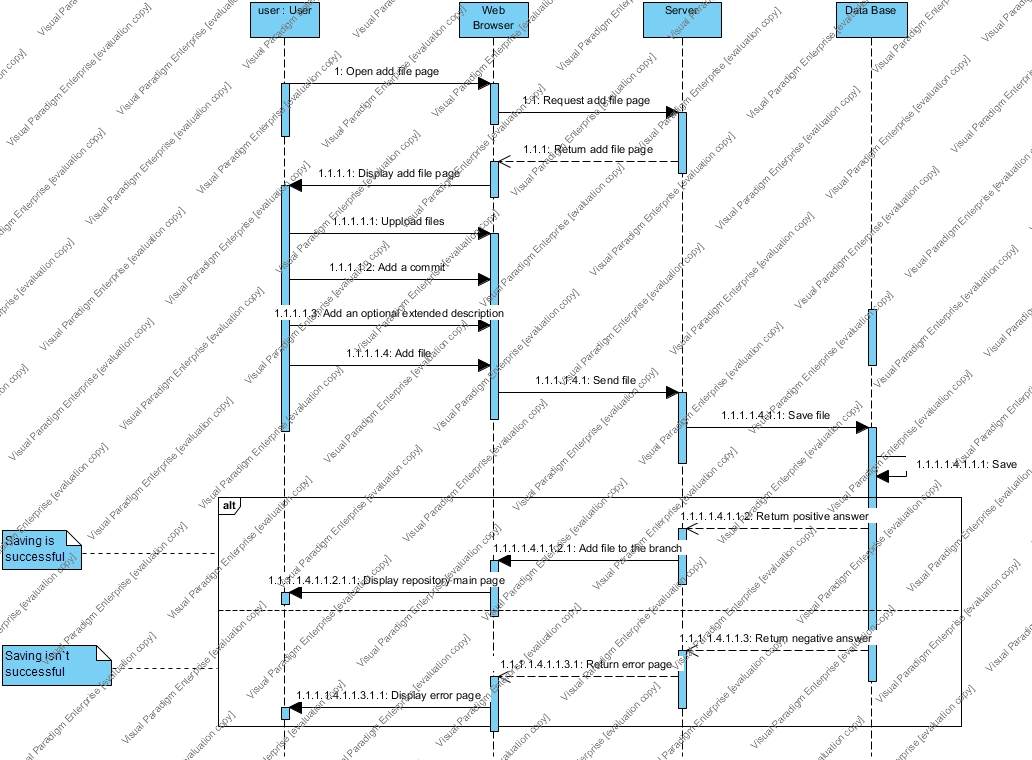 user : User
Web
Browser
Server
Data Base
1: Open add file page
1.1: Request add file page
1.1.1: Return add file page
1.1.1.1: Display add file page
1.1.1.1.1: Uppload files
1.1.1.1.2: Add a commit
1.1.1.1.3: Add an optional extended description
1.1.1.1.4: Add file
1.1.1.1.4.1: Send file
1.1.1.1.4.1.1: Save file
1.1.1.1.4.1.1.1: Save
alt
1.1.1.1.4.1.1.2: Return positive answer
Saving is
successful
1.1.1.1.4.1.1.2.1: Add file to the branch
1.1.1.1.4.1.1.2.1.1: Display repository main page
1.1.1.1.4.1.1.3: Return negative answer
Saving isn`t
successful
1.1.1.1.4.1.1.3.1: Return error page
1.1.1.1.4.1.1.3.1.1: Display error page
Visual Paradigm Enterprise [evaluation copy]